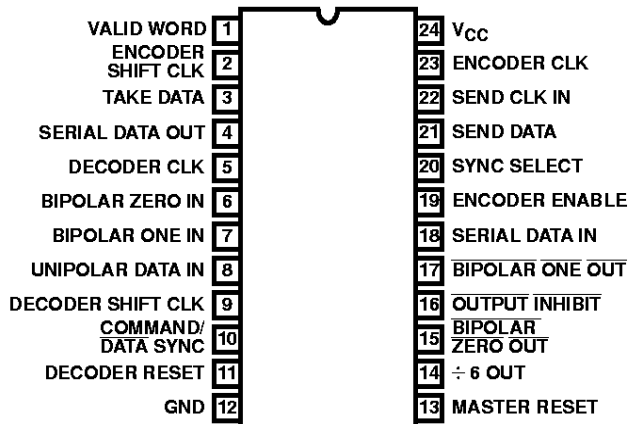 VALID WORD 1
ENCODER
SHIFT CLK 2
TAKE DATA 3
SERIAL DATA OUT 4
DECODER CLK 5
BIPOLAR ZERO IN 6
BIPOLAR ONE IN 7
UNIPOLAR DATA IN 8
DECODER SHIFT CLK 9
COMMAND/
DATA SYNC 10
DECODER RESET 11
GND 12
24 VCC
23 ENCODER CLK
22 SEND CLK IN
21 SEND DATA
20 SYNC SELECT
19 ENCODER ENABLE
18 SERIAL DATA IN
17 BIPOLAR ONE OUT
16 OUTPUT INHIBIT
15 BIPOLAR
ZERO OUT
14 ÷ 6 OUT
13 MASTER RESET